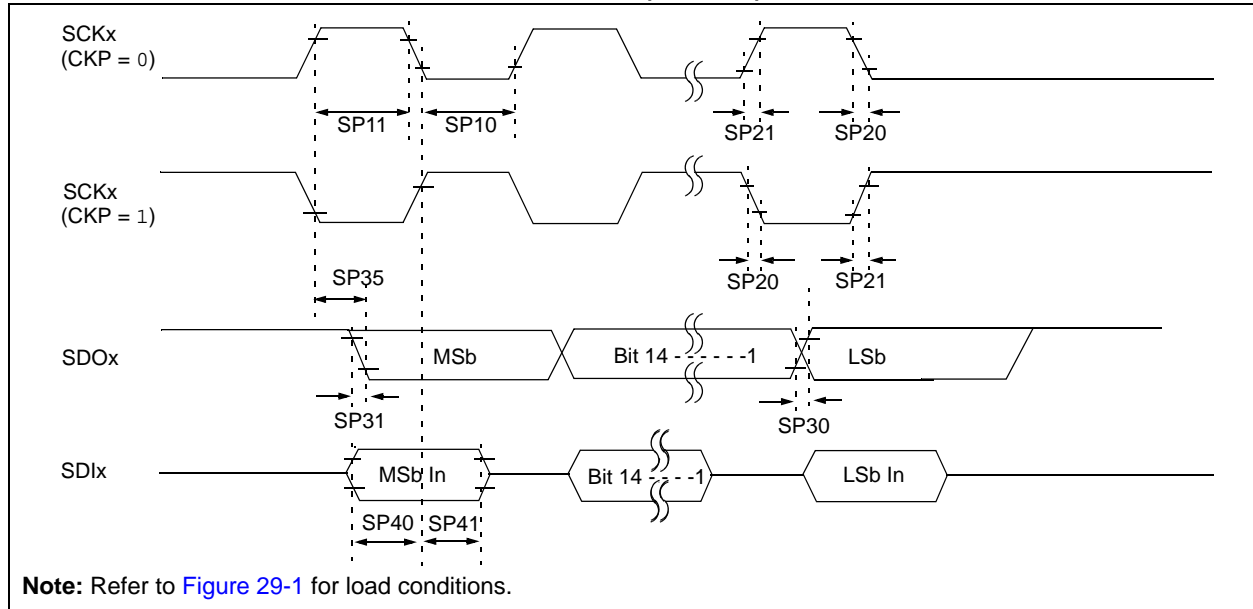 SCKx
(CKP = 0)
SP11
SP10
SP21
SP20
SCKx
(CKP = 1)
SP35
SP20
SP21
SDOx
MSb
Bit 14 - - - - - -1
LSb
SP31
SP30
SDIx
MSb In
Bit 14 - - - -1
LSb In
SP40
SP41
Note: Refer to Figure 29-1 for load conditions.